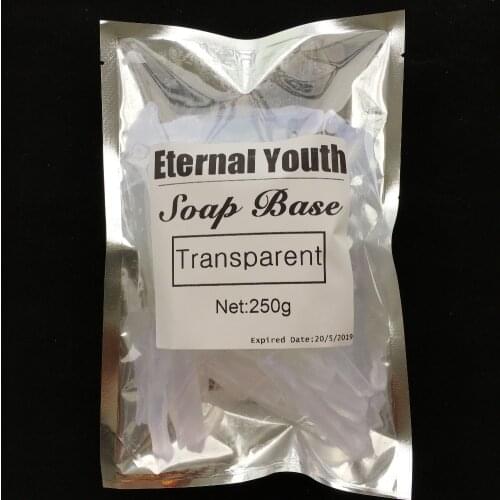 Eternal Youth
Soap Base
Transparent
Net:250g
Expired Date:20/5/2019